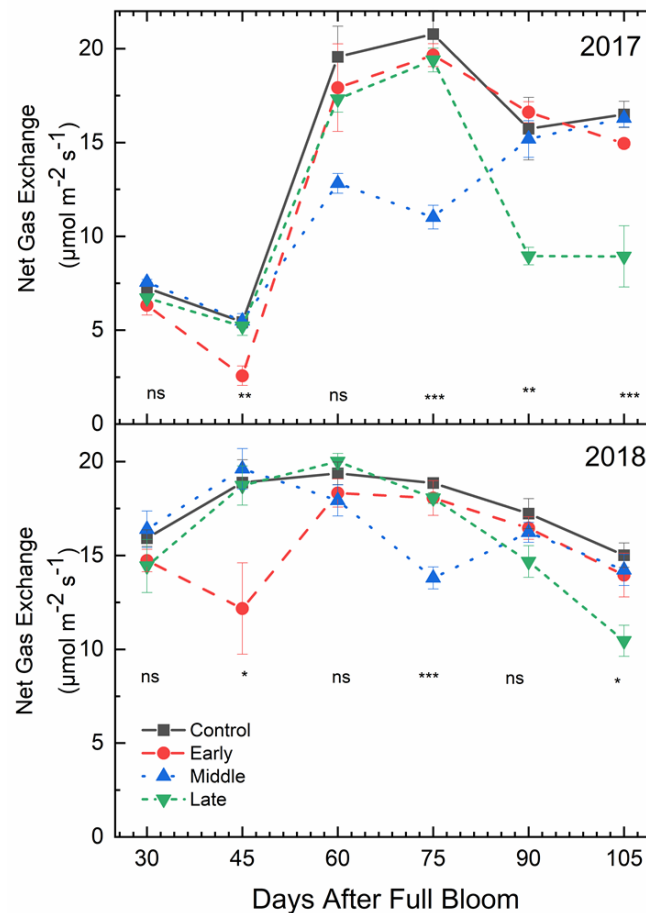 2017
20
15
10
5
0
Net Gas Exchange
(µmol m⁻² s⁻¹)
ns
**
ns
***
**
***
2018
20
15
10
5
0
Net Gas Exchange
(µmol m⁻² s⁻¹)
ns
*
ns
***
ns
*
Control
Early
Middle
Late
30 45 60 75 90 105
Days After Full Bloom